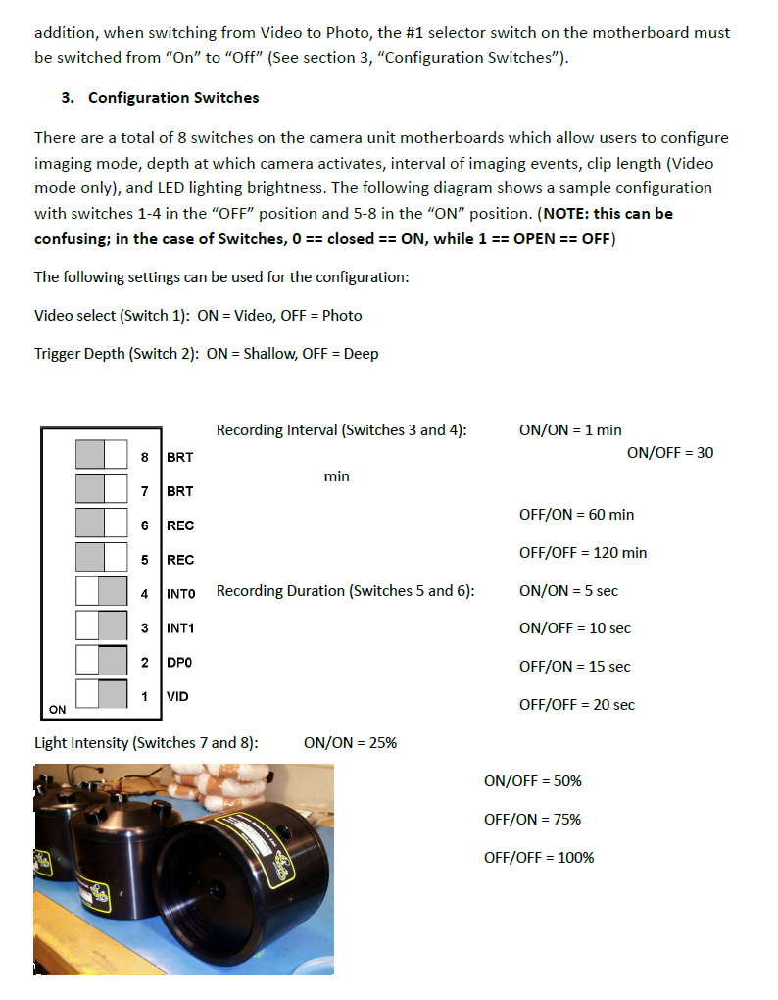 addition, when switching from Video to Photo, the #1 selector switch on the motherboard must
be switched from “On” to “Off” (See section 3, “Configuration Switches”).
3. Configuration Switches
There are a total of 8 switches on the camera unit motherboards which allow users to configure
imaging mode, depth at which camera activates, interval of imaging events, clip length (Video
mode only), and LED lighting brightness. The following diagram shows a sample configuration
with switches 1-4 in the “OFF” position and 5-8 in the “ON” position. (NOTE: this can be
confusing; in the case of Switches, 0 == closed == ON, while 1 == OPEN == OFF)
The following settings can be used for the configuration:
Video select (Switch 1): ON = Video, OFF = Photo
Trigger Depth (Switch 2): ON = Shallow, OFF = Deep
8 BRT
7 BRT
6 REC
5 REC
4 INT0
3 INT1
2 DP0
1 VID
ON
Recording Interval (Switches 3 and 4): ON/ON = 1 min
ON/OFF = 30
min
OFF/ON = 60 min
OFF/OFF = 120 min
Recording Duration (Switches 5 and 6): ON/ON = 5 sec
ON/OFF = 10 sec
OFF/ON = 15 sec
OFF/OFF = 20 sec
Light Intensity (Switches 7 and 8): ON/ON = 25%
ON/OFF = 50%
OFF/ON = 75%
OFF/OFF = 100%